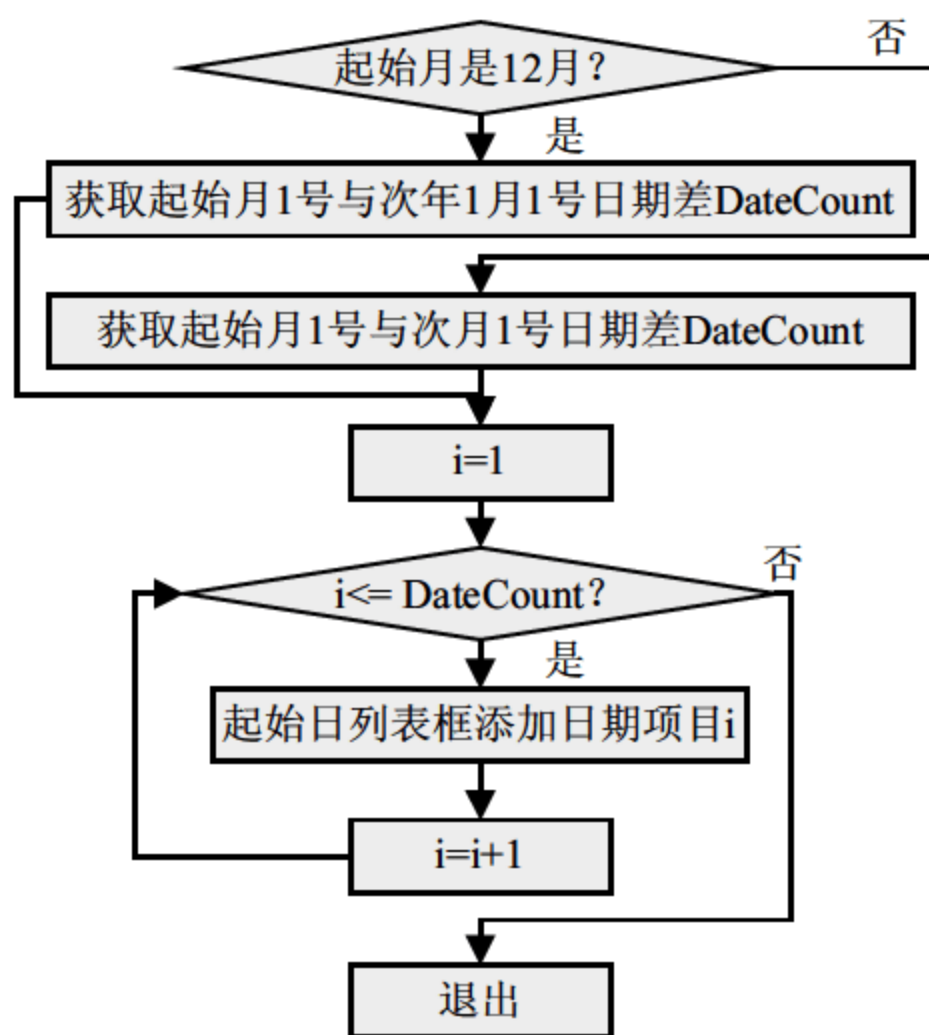 起始月是12月？
否
是
获取起始月1号与次年1月1号日期差DateCount
获取起始月1号与次月1号日期差DateCount
i=1
i<= DateCount？
否
是
起始日列表框添加日期项目i
i=i+1
退出